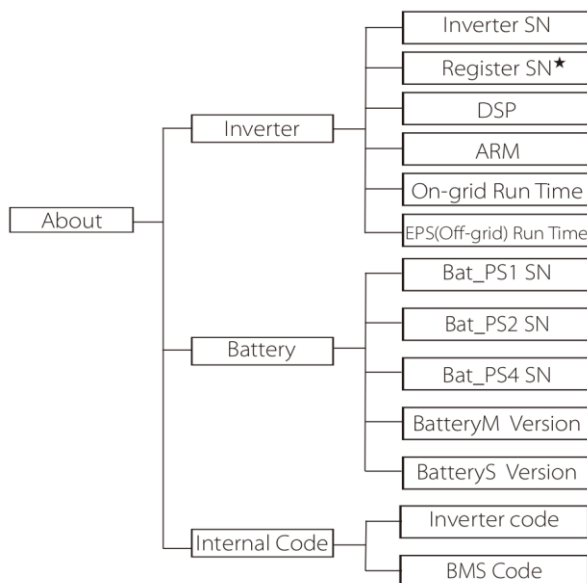 About
Inverter
Inverter SN
Register SN★
DSP
ARM
On-grid Run Time
EPS(Off-grid) Run Time
Battery
Bat_PS1 SN
Bat_PS2 SN
Bat_PS4 SN
BatteryM Version
BatteryS Version
Internal Code
Inverter code
BMS Code